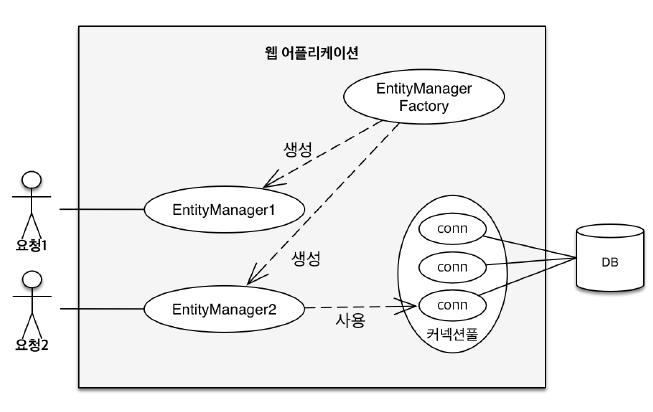 웹 어플리케이션
EntityManager
Factory
생성
요청1
EntityManager1
생성
conn
conn
conn
DB
요청2
EntityManager2
사용
커넥션풀